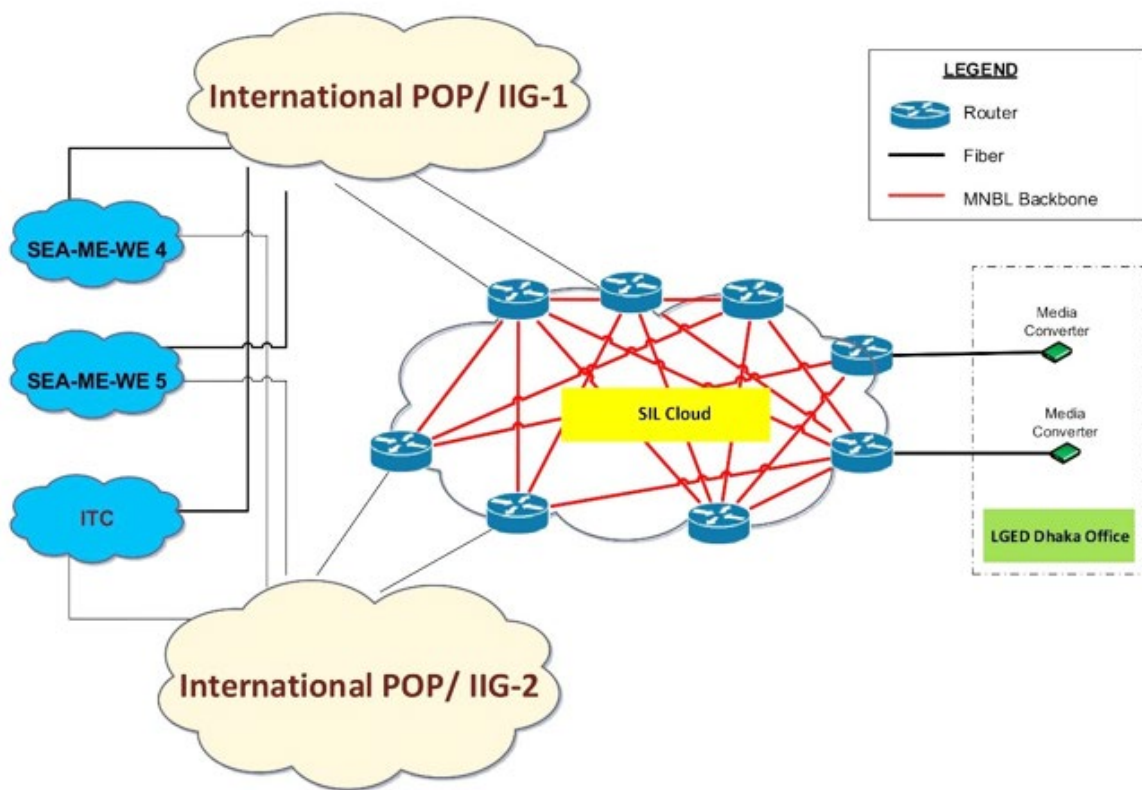 International POP/ IIG-1
LEGEND
Router
Fiber
MNBL Backbone
SEA-ME-WE 4
SEA-ME-WE 5
ITC
SIL Cloud
Media
Converter
Media
Converter
LGED Dhaka Office
International POP/ IIG-2